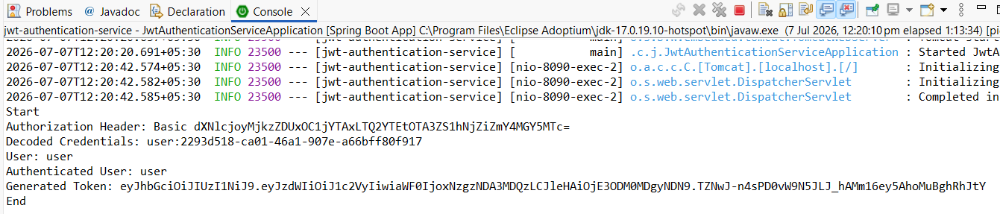 Problems @ Javadoc Declaration Console
jwt-authentication-service - JwtAuthenticationServiceApplication [Spring Boot App] C:\Program Files\Eclipse Adoptium\jdk-17.0.19.10-hotspot\bin\javaw.exe (7 Jul 2026, 12:20:10 pm elapsed 1:13:34) [pi
2026-07-07T12:20:20.691+05:30 INFO 23500 --- [jwt-authentication-service] [ main] .c.j.JwtAuthenticationServiceApplication : Started JwtA
2026-07-07T12:20:42.574+05:30 INFO 23500 --- [jwt-authentication-service] [nio-8090-exec-2] o.a.c.c.C.[Tomcat].[localhost].[/] : Initializing
2026-07-07T12:20:42.582+05:30 INFO 23500 --- [jwt-authentication-service] [nio-8090-exec-2] o.s.web.servlet.DispatcherServlet : Initializing
2026-07-07T12:20:42.585+05:30 INFO 23500 --- [jwt-authentication-service] [nio-8090-exec-2] o.s.web.servlet.DispatcherServlet : Completed in
Start
Authorization Header: Basic dXNlcjoyMjkzZDUxOC1jYTAxLTQ2YTEtOTA3ZS1hNjZiZmY4MGY5MTc=
Decoded Credentials: user:2293d518-ca01-46a1-907e-a66bff80f917
User: user
Authenticated User: user
Generated Token: eyJhbGciOiJIUzI1NiJ9.eyJzdWIiOiJ1c2VyIiwiaWF0IjoxNzgzNDA3MDQzLCJleHAiOjE3ODM0MDgyNDN9.TZNwJ-n4sPD0vW9N5JLJ_hAMm16ey5AhoMuBghRhJtY
End